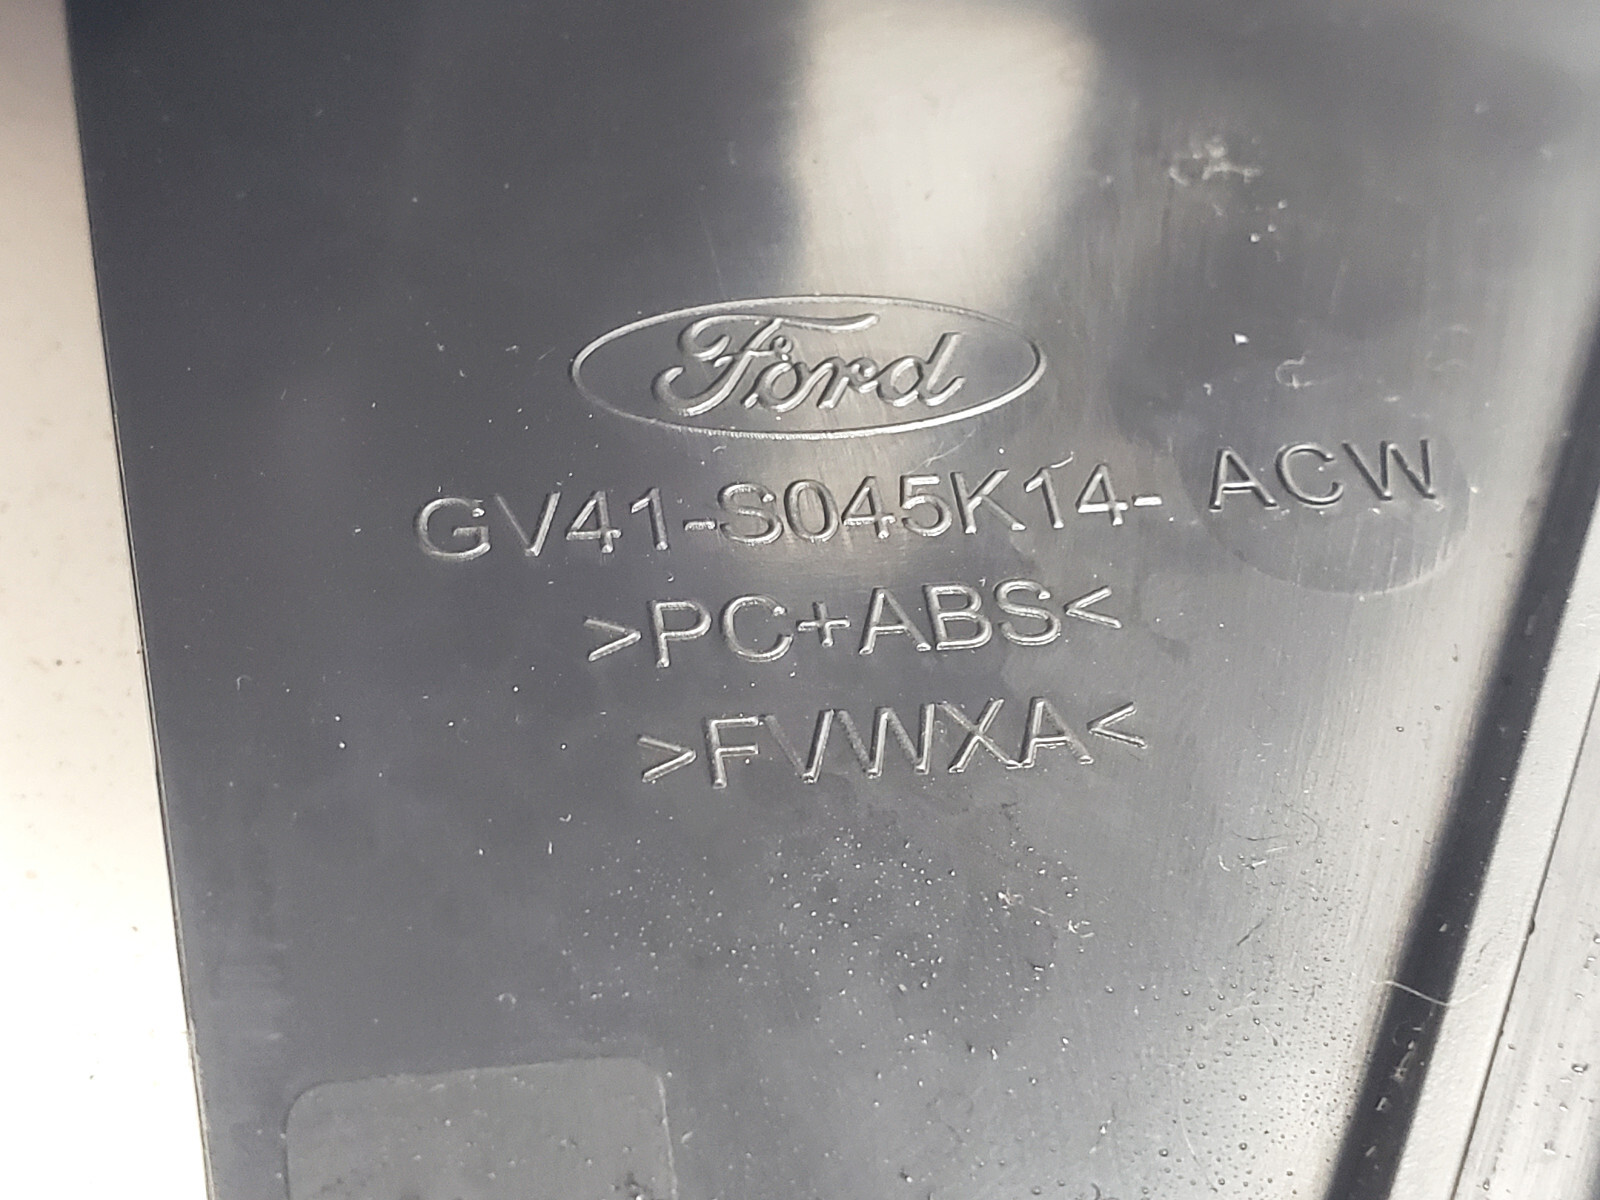 Ford
GV41-S045K14- ACW
>PC+ABS<
>FVWXA<